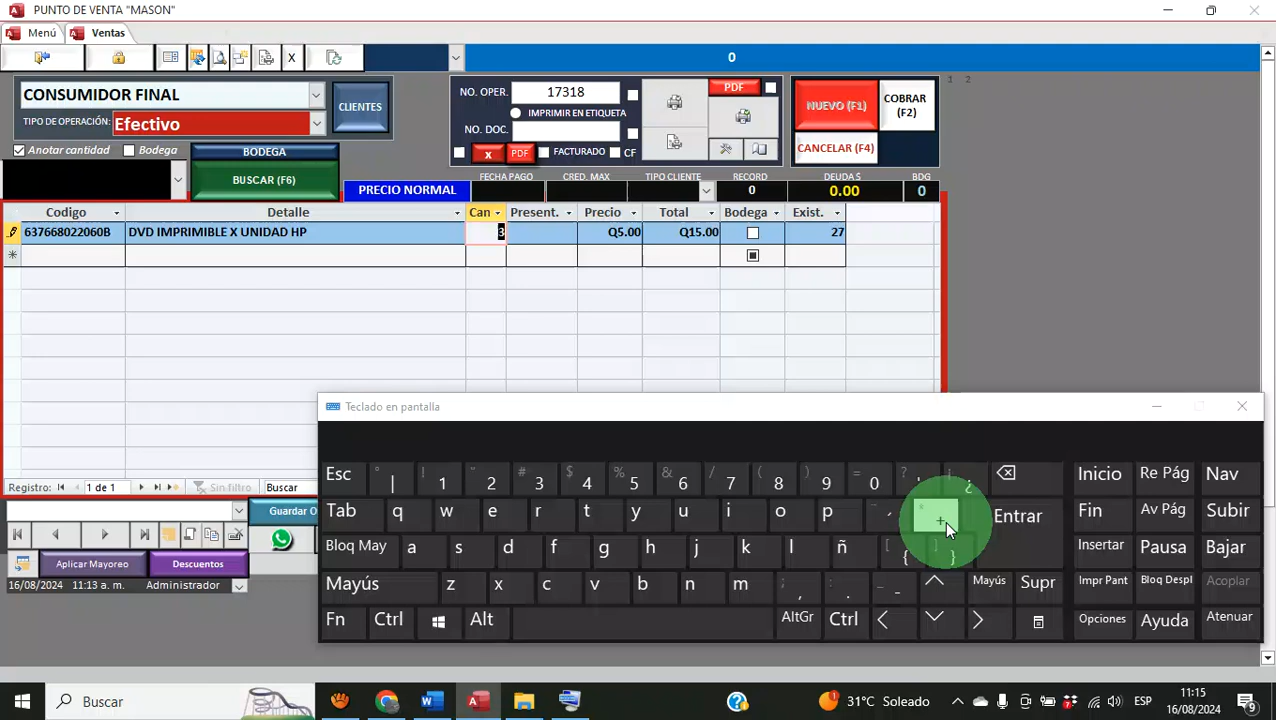 PUNTO DE VENTA "MASON"
Menú
Ventas
X
0
CONSUMIDOR FINAL
TIPO DE OPERACIÓN:
Efectivo
CLIENTES
Anotar cantidad
Bodega
BODEGA
BUSCAR (F6)
NO. OPER.
17318
IMPRIMIR EN ETIQUETA
NO. DOC.
X
PDF
FACTURADO
CF
PDF
NUEVO (F1)
COBRAR (F2)
CANCELAR (F4)
1 2
PRECIO NORMAL
FECHA PAGO
CRED. MAX
TIPO CLIENTE
RECORD
DEUDA $
BDG
0
0.00
0
Codigo
Detalle
Can
Present.
Precio
Total
Bodega
Exist.
637668022060B
DVD IMPRIMIBLE X UNIDAD HP
3
Q5.00
Q15.00
27
Registro:
1 de 1
Sin filtro
Buscar
Guardar O
Aplicar Mayoreo
Descuentos
16/08/2024
11:13 a. m.
Administrador
Teclado en pantalla
Esc
° |
! 1
" 2
# 3
$ 4
% 5
& 6
/ 7
( 8
) 9
= 0
? '
¡ ¿
Inicio
Re Pág
Nav
Tab
q
w
e
r
t
y
u
i
o
p
¨ ´
* +
Entrar
Fin
Av Pág
Subir
Bloq May
a
s
d
f
g
h
j
k
l
ñ
[ {
] }
Insertar
Pausa
Bajar
Mayús
z
x
c
v
b
n
m
; ,
: .
_ -
Mayús
Supr
Impr Pant
Bloq Despl
Acoplar
Fn
Ctrl
Alt
AltGr
Ctrl
Opciones
Ayuda
Atenuar
Buscar
31°C Soleado
ESP
11:15
16/08/2024
9